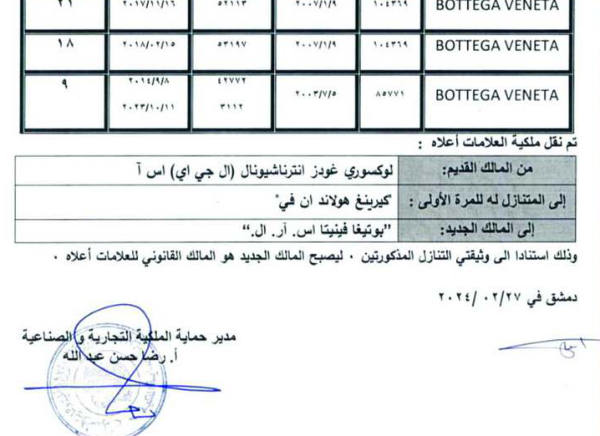 ٢١ ٢٠١٧/١١/١٦ ٥٢١١٣ ٢٠٠٧/١/٩ ١٠٤٣٦٩ BOTTEGA VENETA
١٨ ٢٠١٨/٠٢/١٥ ٥٣١٩٧ ٢٠٠٧/١/٩ ١٠٤٣٦٩ BOTTEGA VENETA
٩ ٢٠١٤/٩/٨ ٤٢٧٧٢ ٢٠٠٣/٧/٥ ٨٥٧٧١ BOTTEGA VENETA
٢٠٢٣/١٠/١١ ٣١١٢
تم نقل ملكية العلامات أعلاه :
من المالك القديم: لوكسوري غودز انترناشيونال (ال جي اي) اس آ
إلى المتنازل له للمرة الأولى : "كيرينغ هولاند ان في"
إلى المالك الجديد: "بوتيغا فينيتا اس. آر. ال."
وذلك استنادا الى وثيقتي التنازل المذكورتين ٠ ليصبح المالك الجديد هو المالك القانوني للعلامات أعلاه ٠
دمشق في ٢٠٢٤/٠٢/٢٧
مدير حماية الملكية التجارية و الصناعية
أ. رضا حسن عبد الله